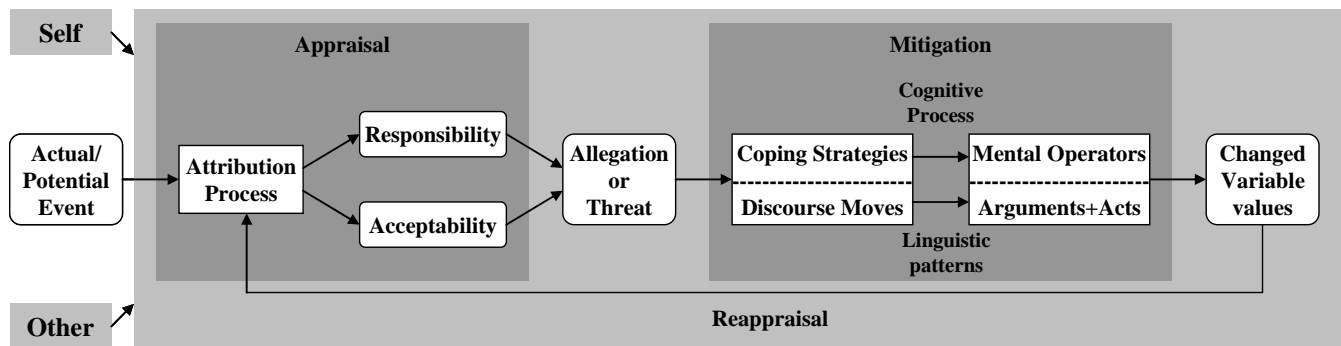 Self
Appraisal
Mitigation
Cognitive
Process
Actual/
Potential
Event
Attribution
Process
Responsibility
Acceptability
Allegation
or
Threat
Coping Strategies
Discourse Moves
Mental Operators
Arguments+Acts
Changed
Variable
values
Linguistic
patterns
Other
Reappraisal